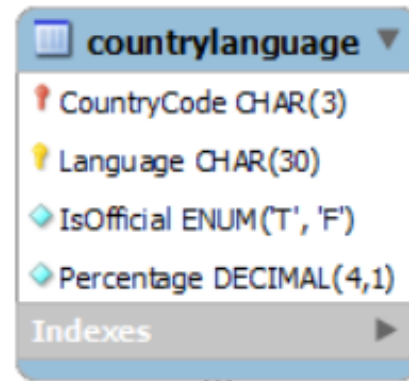 countrylanguage
CountryCode CHAR(3)
Language CHAR(30)
IsOfficial ENUM('T', 'F')
Percentage DECIMAL(4,1)
Indexes